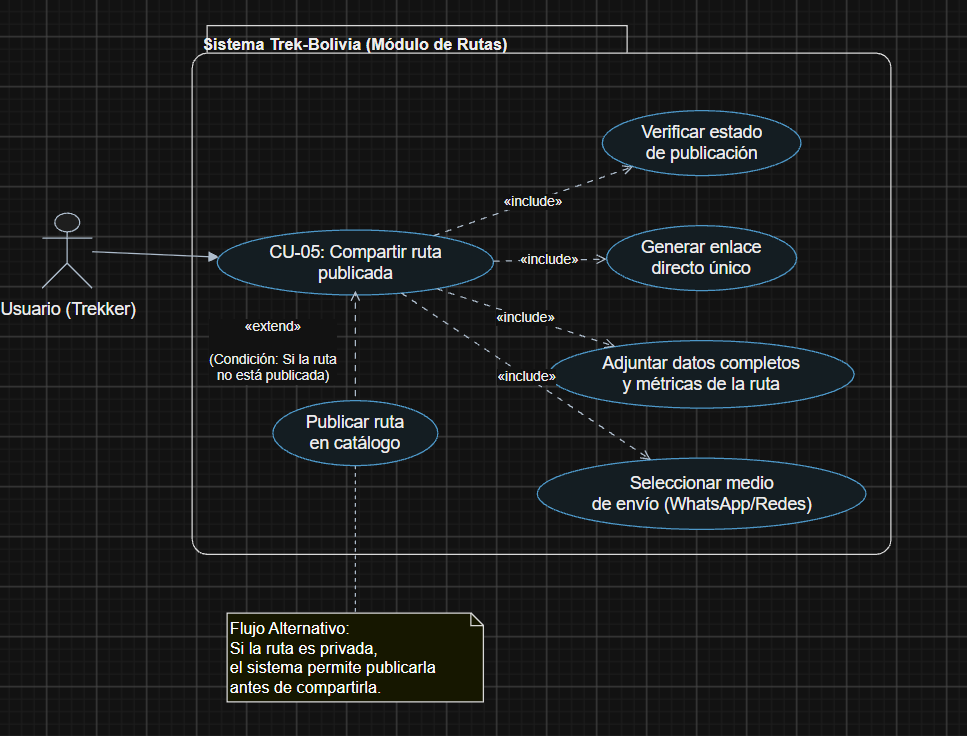 Sistema Trek-Bolivia (Módulo de Rutas)
Verificar estado
de publicación
«include»
CU-05: Compartir ruta
publicada
«include»
Generar enlace
directo único
Usuario (Trekker)
«extend»
(Condición: Si la ruta
no está publicada)
«include»
Adjuntar datos completos
y métricas de la ruta
«include»
Publicar ruta
en catálogo
Seleccionar medio
de envío (WhatsApp/Redes)
Flujo Alternativo:
Si la ruta es privada,
el sistema permite publicarla
antes de compartirla.